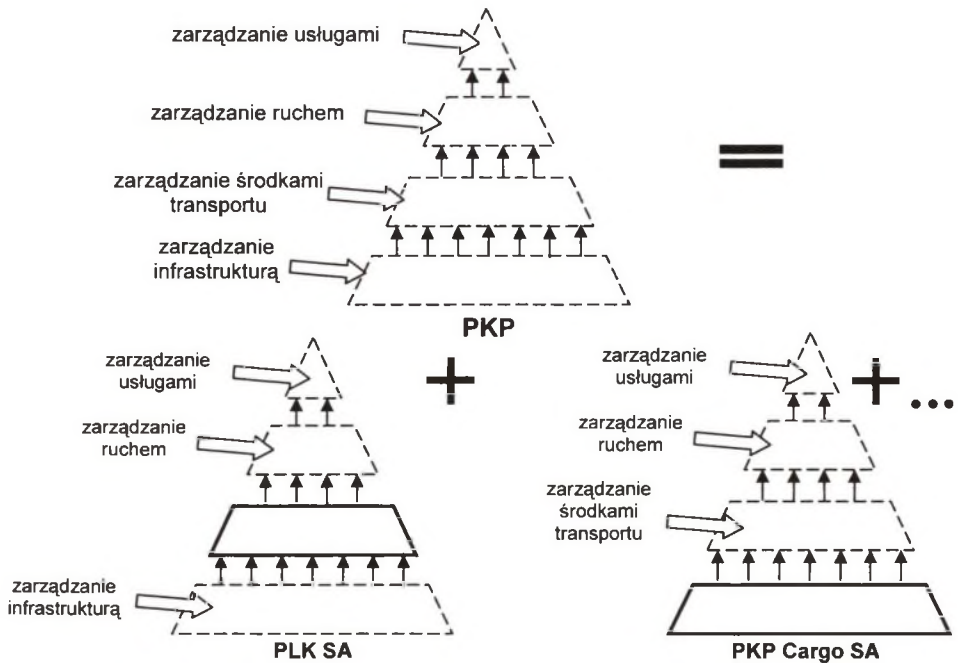 zarządzanie usługami
zarządzanie ruchem
zarządzanie środkami
transportu
zarządzanie
infrastrukturą
=
PKP
zarządzanie
usługami
zarządzanie
ruchem
zarządzanie
infrastrukturą
PLK SA
+
zarządzanie
usługami
zarządzanie
ruchem
zarządzanie
środkami
transportu
PKP Cargo SA
+ ...